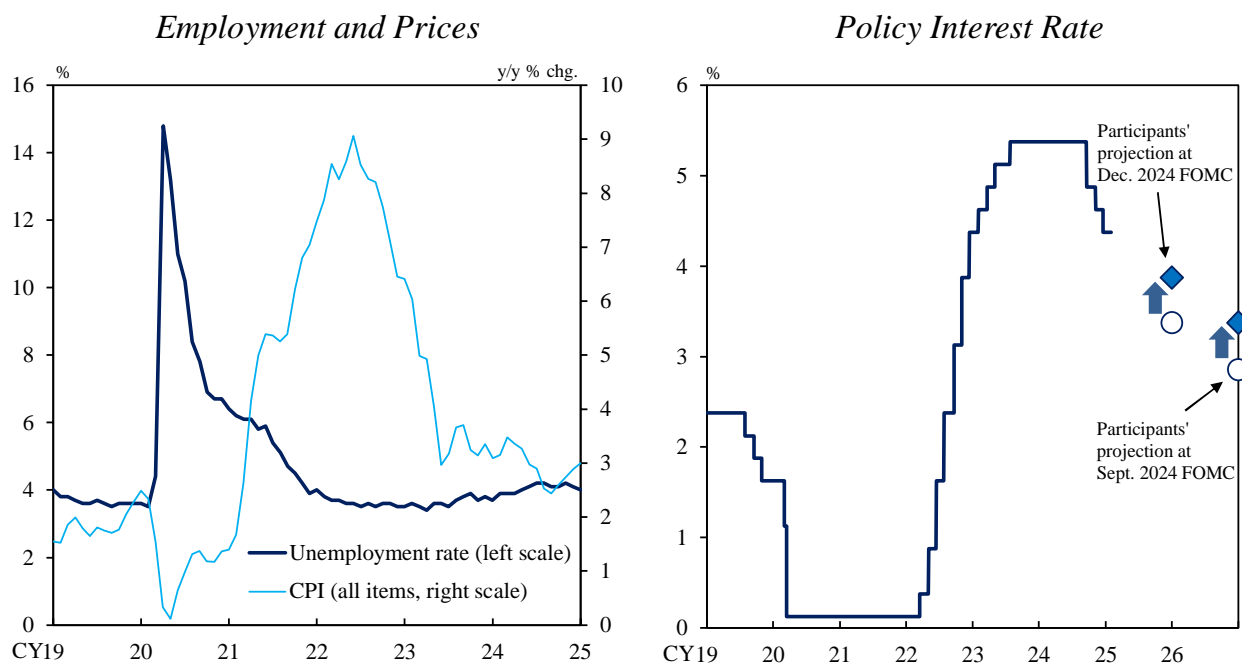 Employment and Prices
% y/y % chg.
16 10
14 9
12 8
10 7
8 6
6 5
4 4
2 3
0 2
1
0
Unemployment rate (left scale)
CPI (all items, right scale)
CY19 20 21 22 23 24 25
Policy Interest Rate
%
6
5
4
3
2
1
0
Participants'
projection at
Dec. 2024 FOMC
Participants'
projection at
Sept. 2024 FOMC
CY19 20 21 22 23 24 25 26